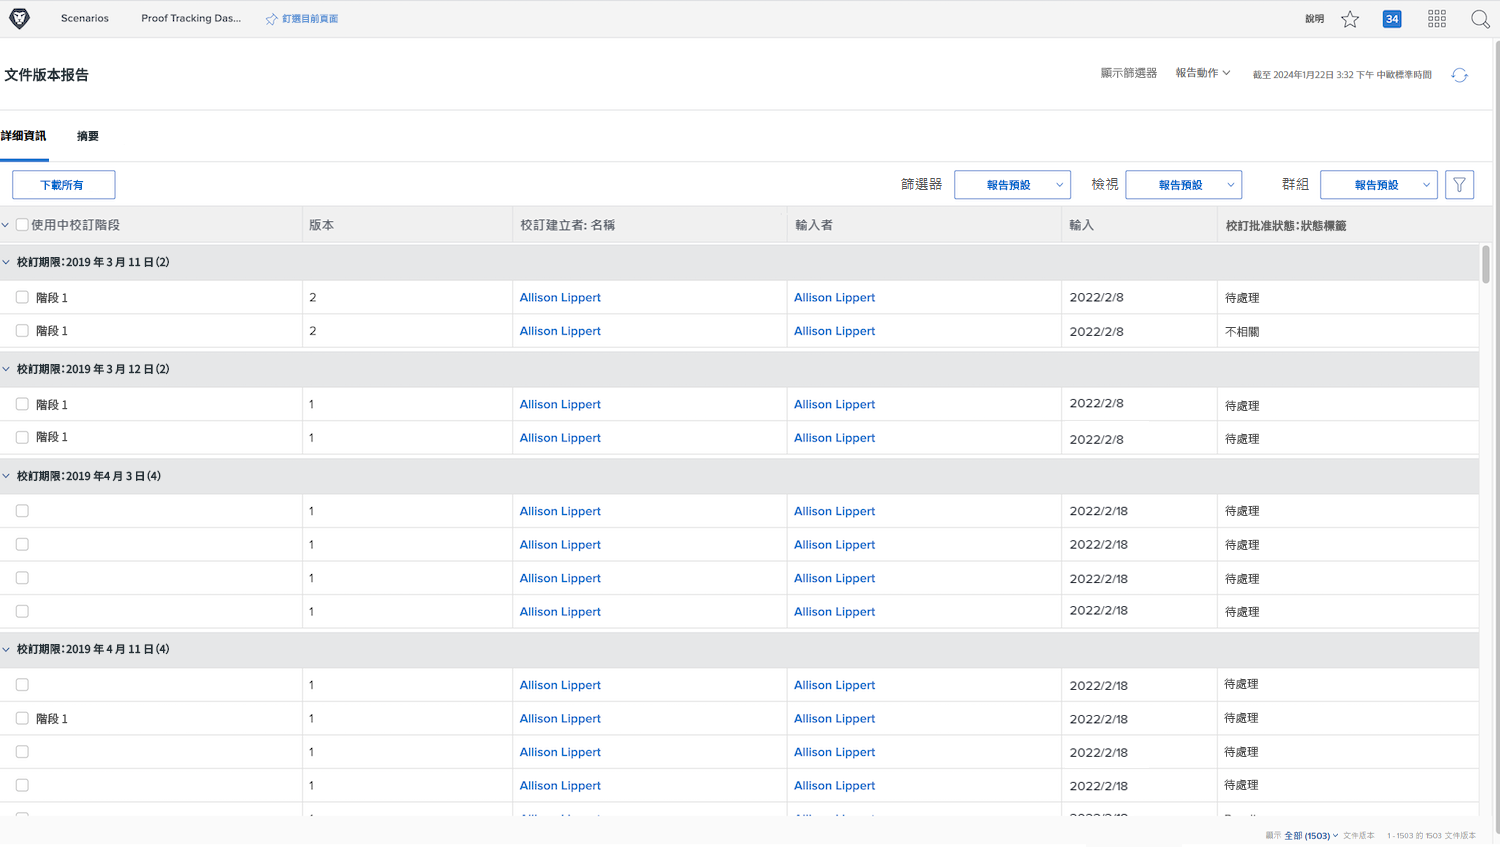 Scenarios Proof Tracking Das... 釘選目前頁面 說明 34
文件版本报告 顯示篩選器 報告動作 截至 2024年1月22日 3:32 下午 中歐標準時間
詳細資訊 摘要
下載所有 篩選器 報告預設 檢視 報告預設 群組 報告預設
使用中校訂階段 版本 校訂建立者: 名稱 輸入者 輸入 校訂批准狀態:狀態標籤
校訂期限:2019 年 3 月 11 日(2)
階段 1 2 Allison Lippert Allison Lippert 2022/2/8 待處理
階段 1 2 Allison Lippert Allison Lippert 2022/2/8 不相關
校訂期限:2019 年 3 月 12 日(2)
階段 1 1 Allison Lippert Allison Lippert 2022/2/8 待處理
階段 1 1 Allison Lippert Allison Lippert 2022/2/8 待處理
校訂期限:2019 年4 月 3 日(4)
1 Allison Lippert Allison Lippert 2022/2/18 待處理
1 Allison Lippert Allison Lippert 2022/2/18 待處理
1 Allison Lippert Allison Lippert 2022/2/18 待處理
1 Allison Lippert Allison Lippert 2022/2/18 待處理
校訂期限:2019 年 4 月 11 日(4)
1 Allison Lippert Allison Lippert 2022/2/18 待處理
階段 1 1 Allison Lippert Allison Lippert 2022/2/18 待處理
1 Allison Lippert Allison Lippert 2022/2/18 待處理
1 Allison Lippert Allison Lippert 2022/2/18 待處理
顯示 全部 (1503) 文件版本 1 - 1503 的 1503 文件版本